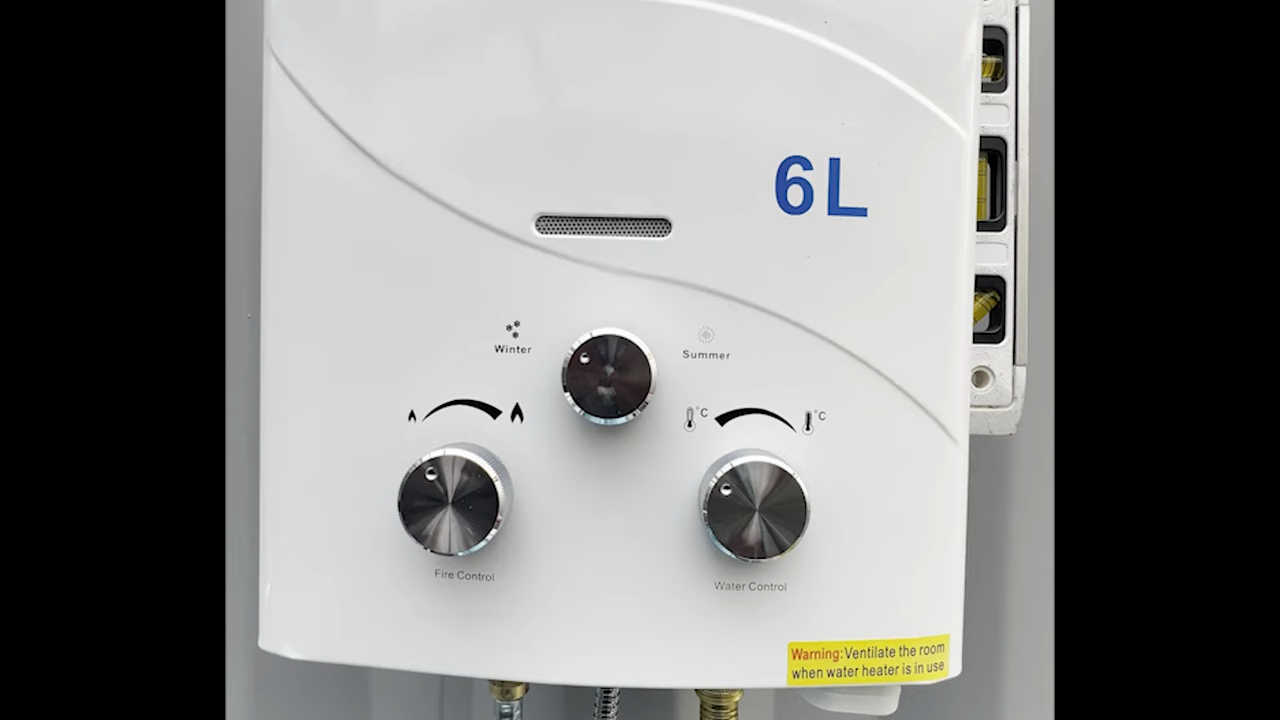 6L
Winter
Summer
°C
°C
Fire Control
Water Control
Warning:Ventilate the room
when water heater is in use